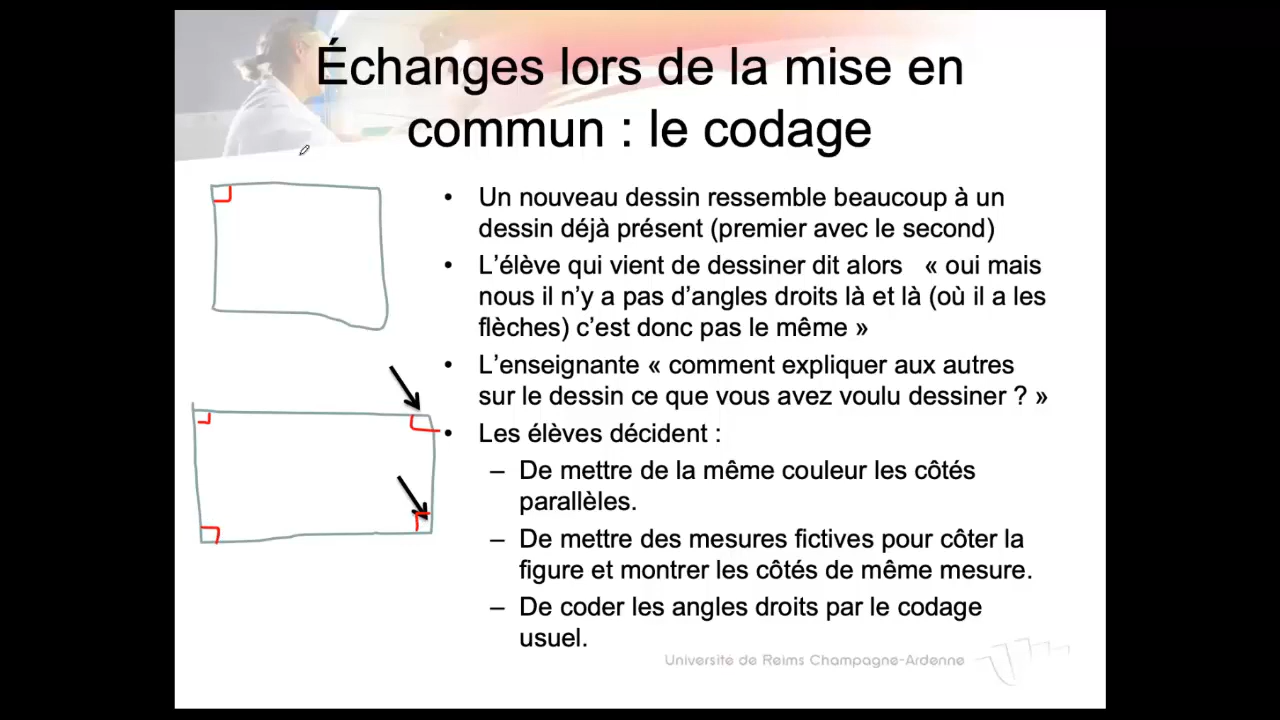 Échanges lors de la mise en
commun : le codage
• Un nouveau dessin ressemble beaucoup à un
dessin déjà présent (premier avec le second)
• L’élève qui vient de dessiner dit alors « oui mais
nous il n’y a pas d’angles droits là et là (où il a les
flèches) c’est donc pas le même »
• L’enseignante « comment expliquer aux autres
sur le dessin ce que vous avez voulu dessiner ? »
• Les élèves décident :
– De mettre de la même couleur les côtés
parallèles.
– De mettre des mesures fictives pour côter la
figure et montrer les côtés de même mesure.
– De coder les angles droits par le codage
usuel.
Université de Reims Champagne-Ardenne